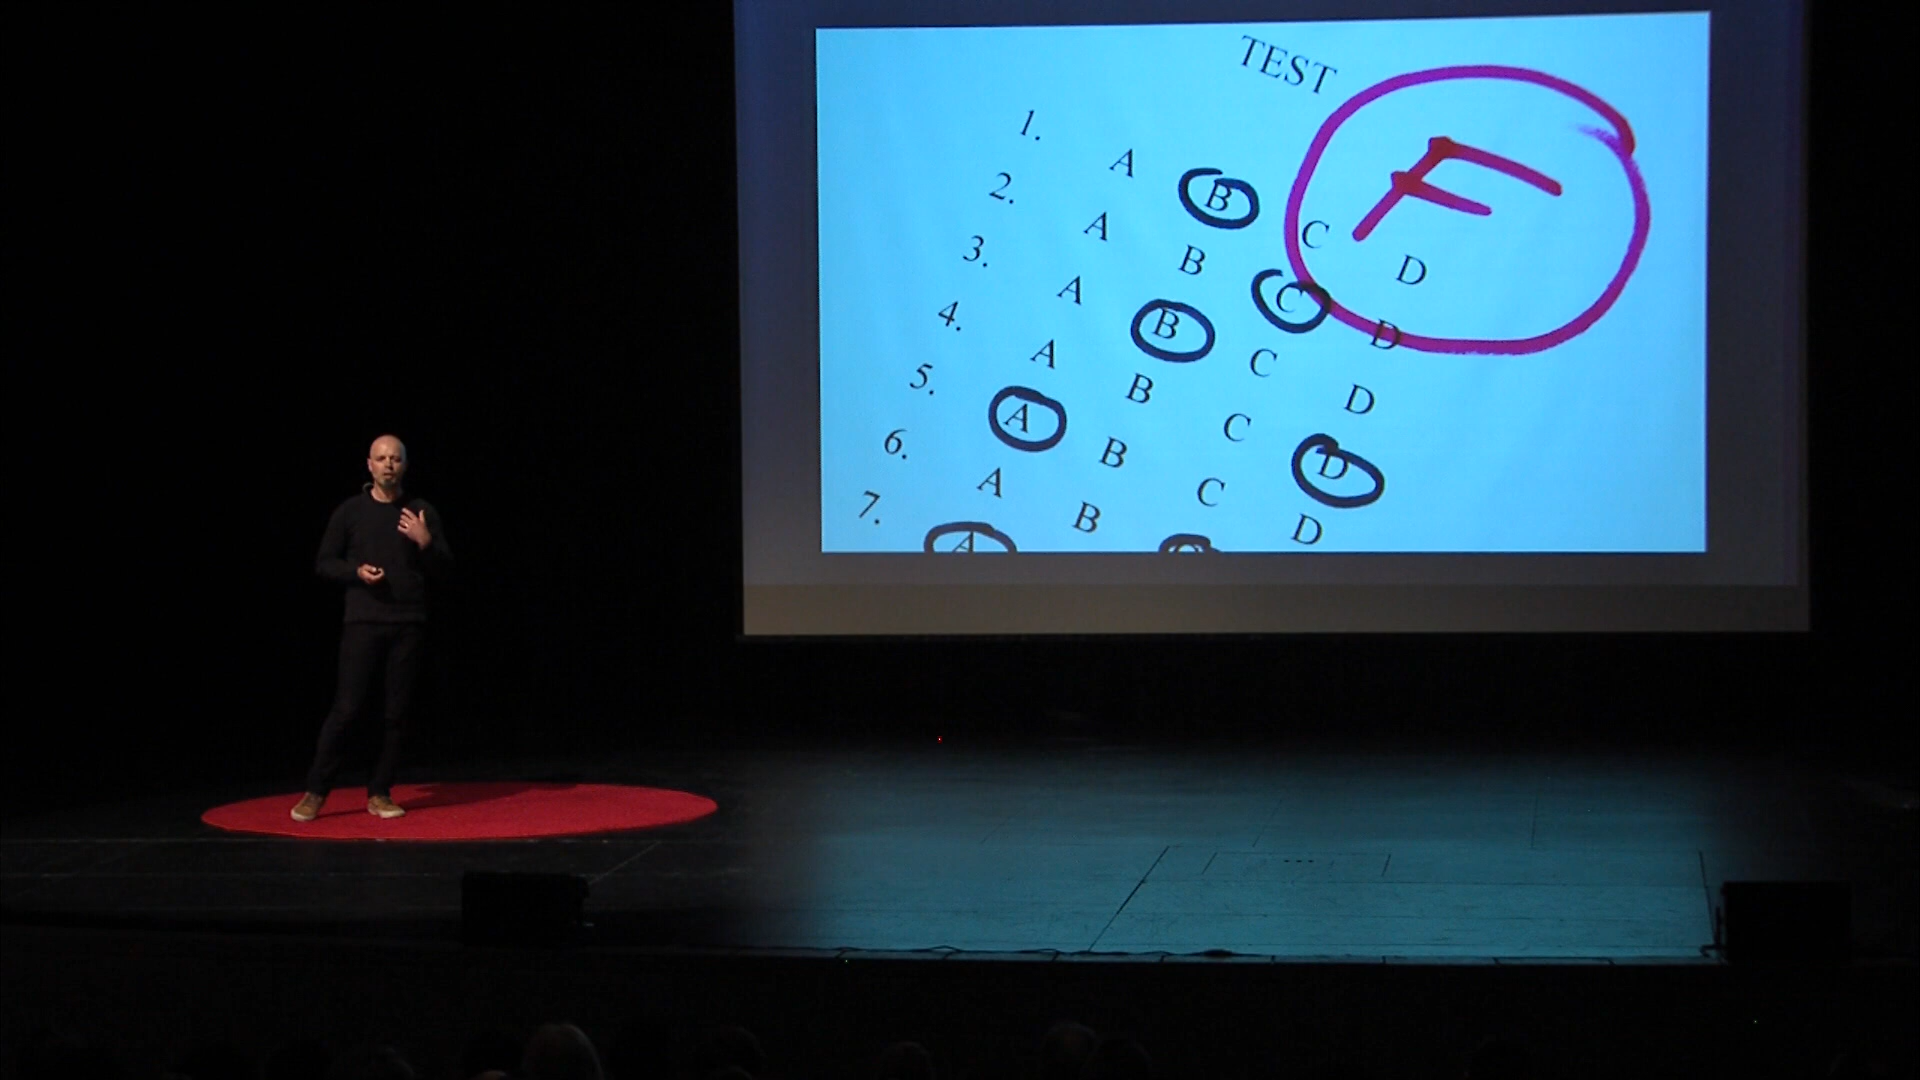 TEST
F
1. A B C D
2. A B C D
3. A B C D
4. A B C D
5. A B C D
6. A B
7. A